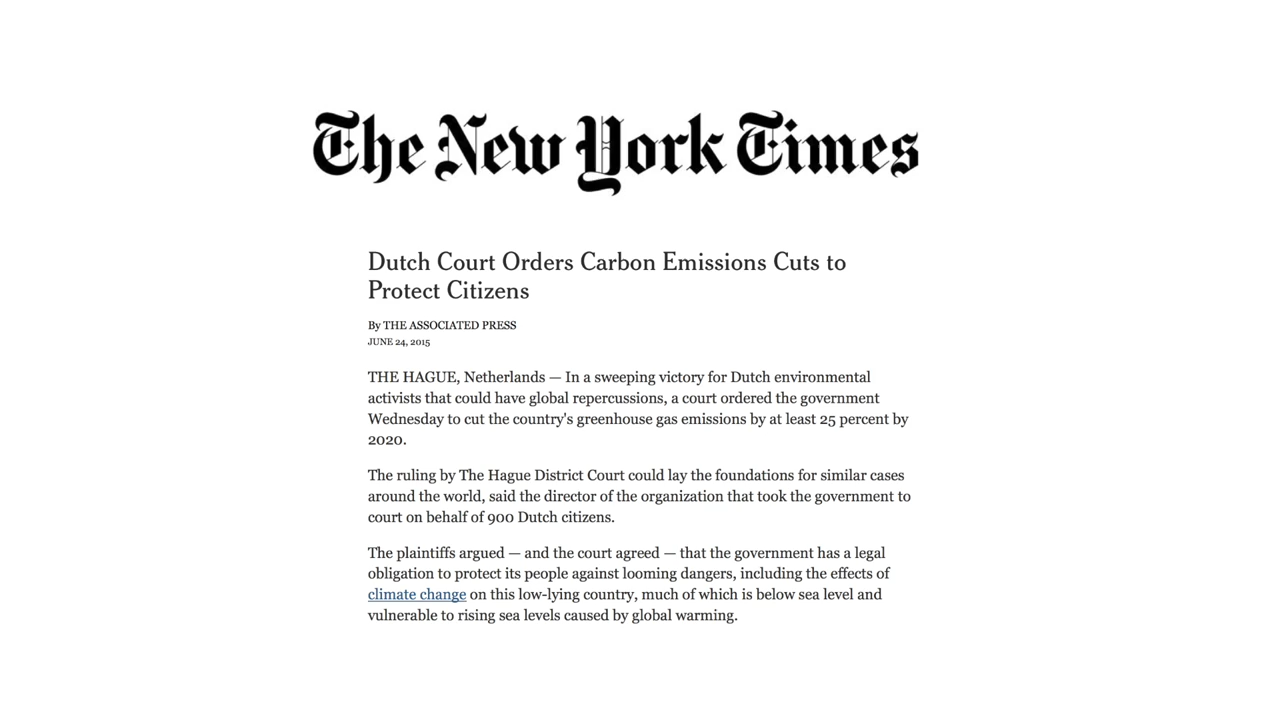 The New York Times
Dutch Court Orders Carbon Emissions Cuts to
Protect Citizens
By THE ASSOCIATED PRESS
JUNE 24, 2015
THE HAGUE, Netherlands — In a sweeping victory for Dutch environmental
activists that could have global repercussions, a court ordered the government
Wednesday to cut the country's greenhouse gas emissions by at least 25 percent by
2020.
The ruling by The Hague District Court could lay the foundations for similar cases
around the world, said the director of the organization that took the government to
court on behalf of 900 Dutch citizens.
The plaintiffs argued — and the court agreed — that the government has a legal
obligation to protect its people against looming dangers, including the effects of
climate change on this low-lying country, much of which is below sea level and
vulnerable to rising sea levels caused by global warming.